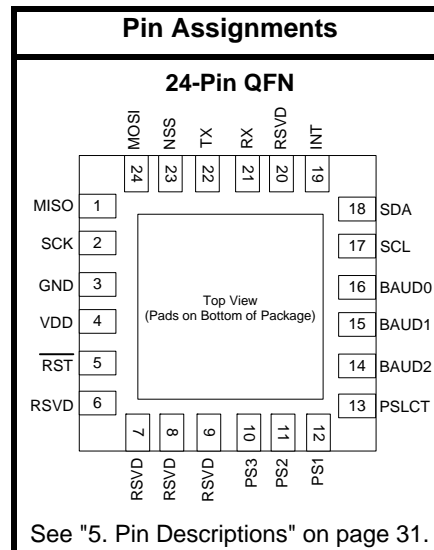 Pin Assignments
24-Pin QFN
MOSI
NSS
TX
RX
RSVD
INT
24
23
22
21
20
19
MISO 1
SCK 2
GND 3
VDD 4
RST 5
RSVD 6
18 SDA
17 SCL
16 BAUD0
15 BAUD1
14 BAUD2
13 PSLCT
Top View
(Pads on Bottom of Package)
7
8
9
10
11
12
RSVD
RSVD
RSVD
PS3
PS2
PS1
See "5. Pin Descriptions" on page 31.